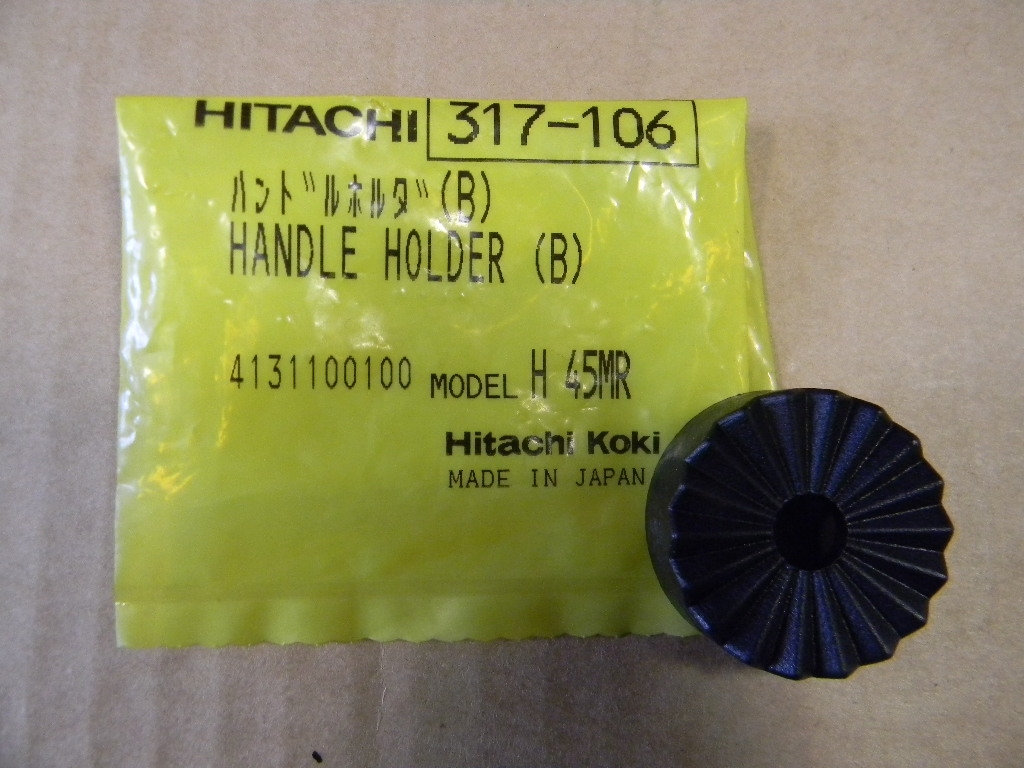 HITACHI 317-106
ﾊﾝﾄﾞﾙﾎﾙﾀﾞ(B)
HANDLE HOLDER (B)
4131100100 MODEL H 45MR
Hitachi Koki
MADE IN JAPAN